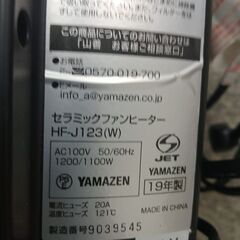 この商品についてのお問い合わせは
「山善 お客様ご相談窓口」
0570-019-700
●Eメール
info_a@yamazen.co.jp
セラミックファンヒーター
HF-J123(W)
AC100V 50/60Hz
1200/1100W
S
JET
YAMAZEN
YAMAZEN
19年製
電流ヒューズ 20A
温度ヒューズ 121℃
製造番号 9039545